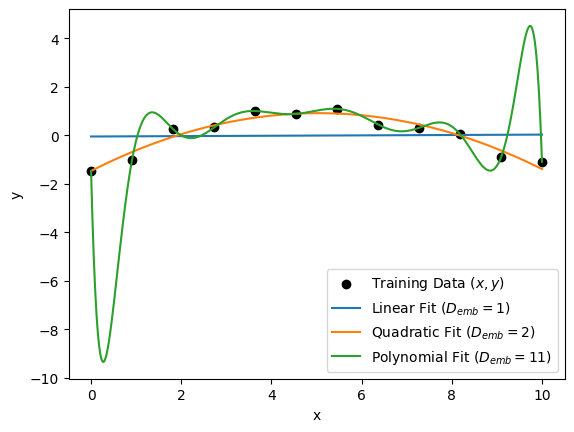 4
2
0
−2
−4
−6
−8
−10
y
0
2
4
6
8
10
x
Training Data (x, y)
Linear Fit (D_emb = 1)
Quadratic Fit (D_emb = 2)
Polynomial Fit (D_emb = 11)